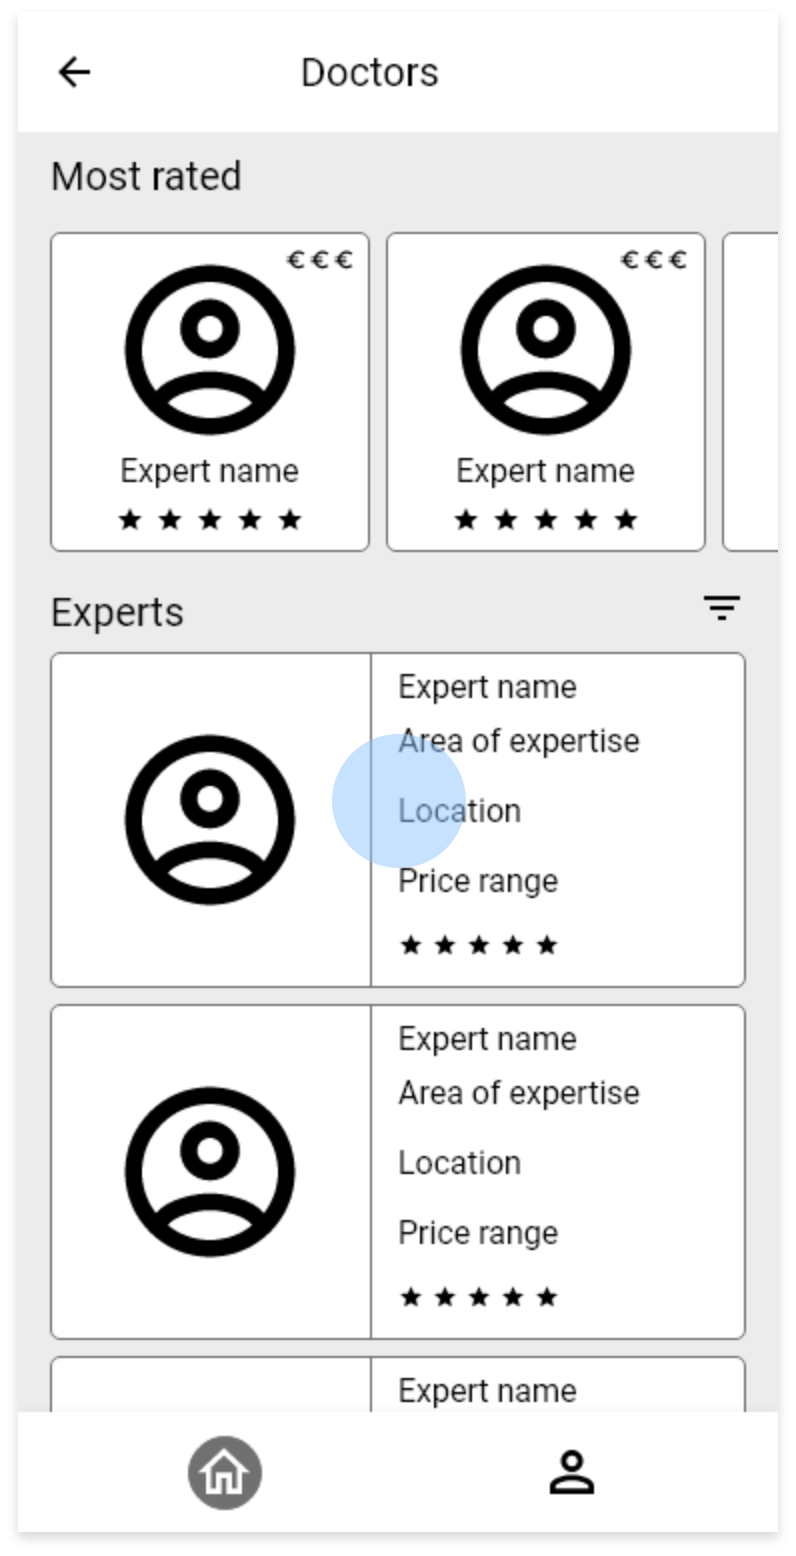 Doctors
Most rated
€€€
€€€
Expert name
Expert name
Experts
Expert name
Area of expertise
Location
Price range
Expert name
Area of expertise
Location
Price range
Expert name